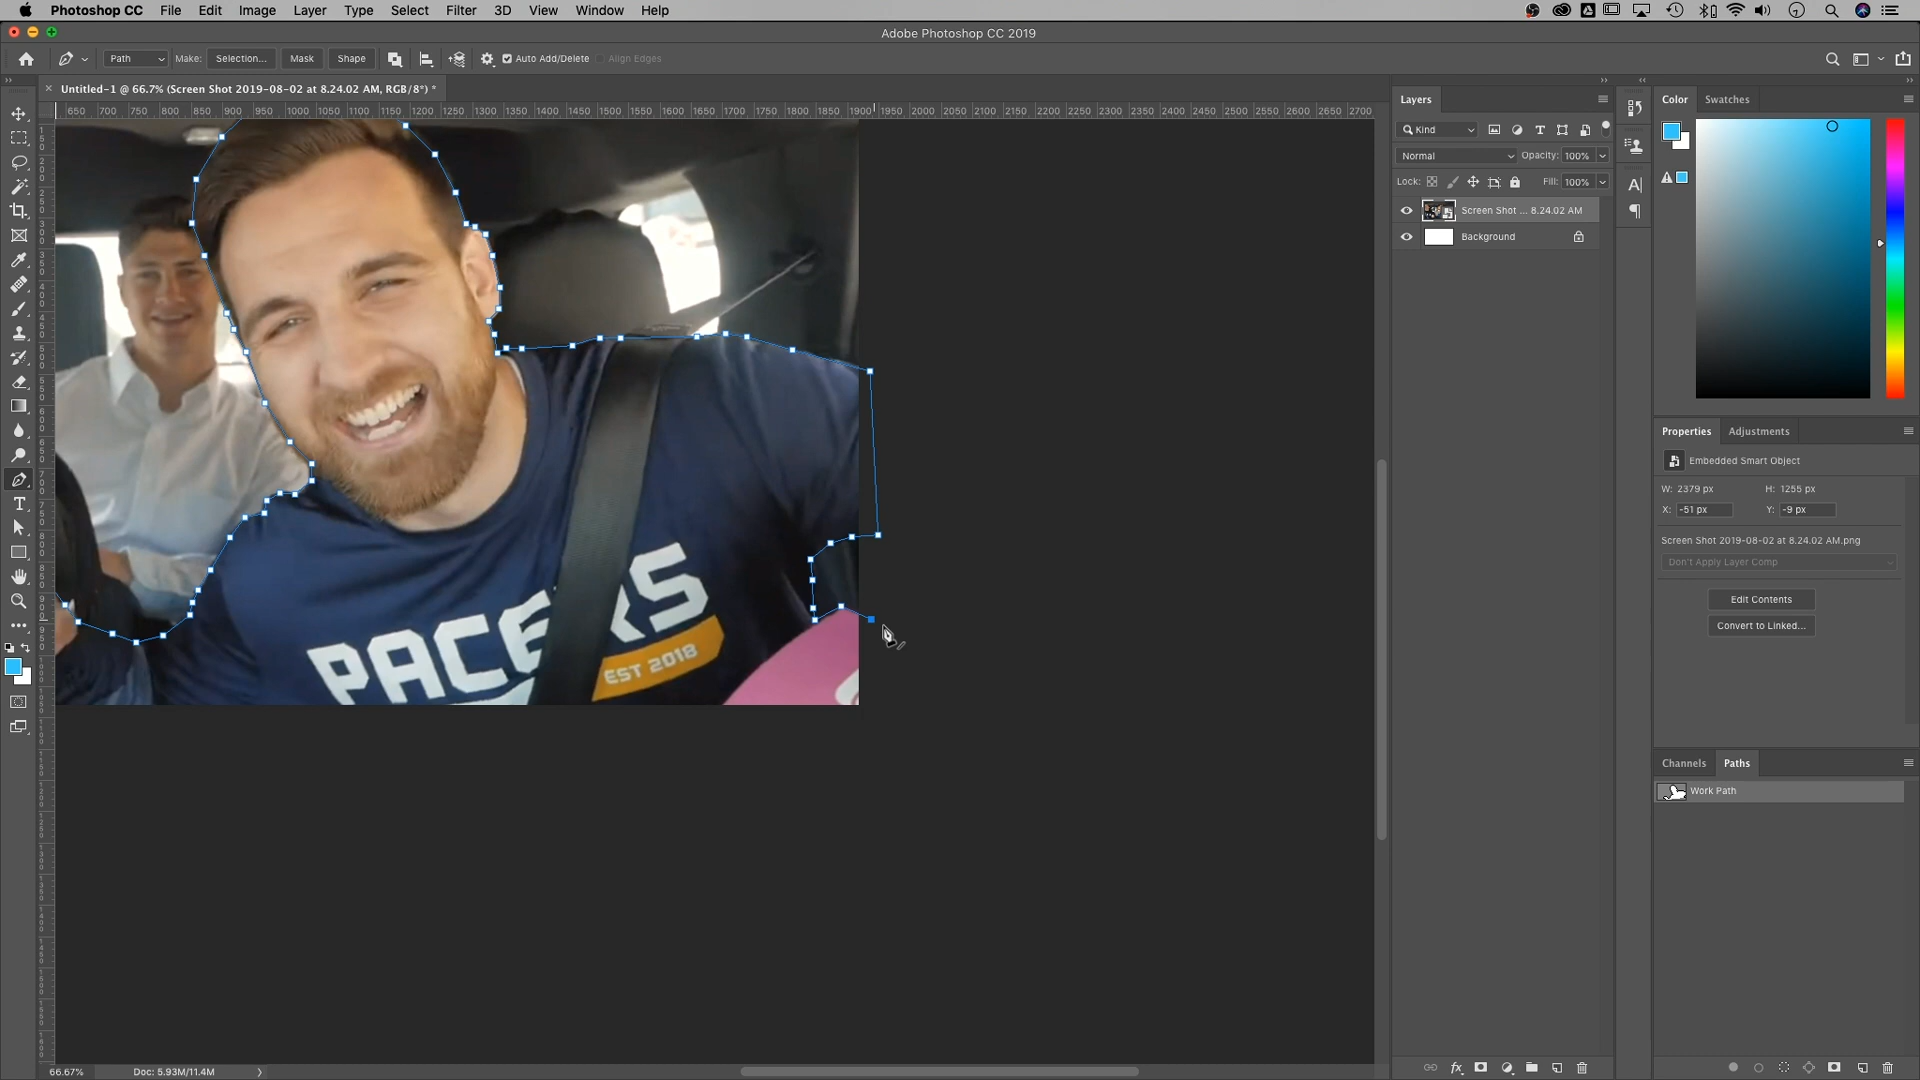 Photoshop CC File Edit Image Layer Type Select Filter 3D View Window Help
Adobe Photoshop CC 2019
Path Make: Selection... Mask Shape Auto Add/Delete Align Edges
Untitled-1 @ 66.7% (Screen Shot 2019-08-02 at 8.24.02 AM, RGB/8*) *
650 700 750 800 850 900 950 1000 1050 1100 1150 1200 1250 1300 1350 1400 1450 1500 1550 1600 1650 1700 1750 1800 1850 1900 1950 2000 2050 2100 2150 2200 2250 2300 2350 2400 2450 2500 2550 2600 2650 2700
Layers
Kind
Normal Opacity: 100%
Lock: Fill: 100%
Screen Shot ... 8.24.02 AM
Background
Color Swatches
Properties Adjustments
Embedded Smart Object
W: 2379 px H: 1255 px
X: -51 px Y: -9 px
Screen Shot 2019-08-02 at 8.24.02 AM.png
Don't Apply Layer Comp
Edit Contents
Convert to Linked...
Channels Paths
Work Path
PACE RS
EST 2018
66.67% Doc: 5.93M/11.4M